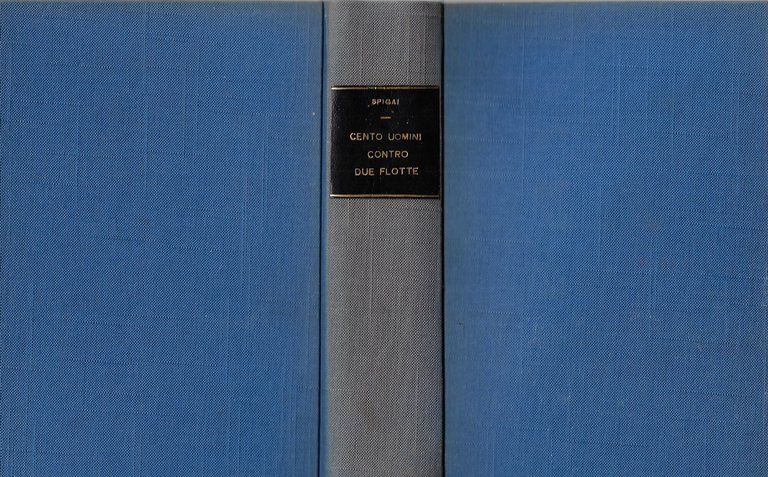 SPIGAI
CENTO UOMINI
CONTRO
DUE FLOTTE